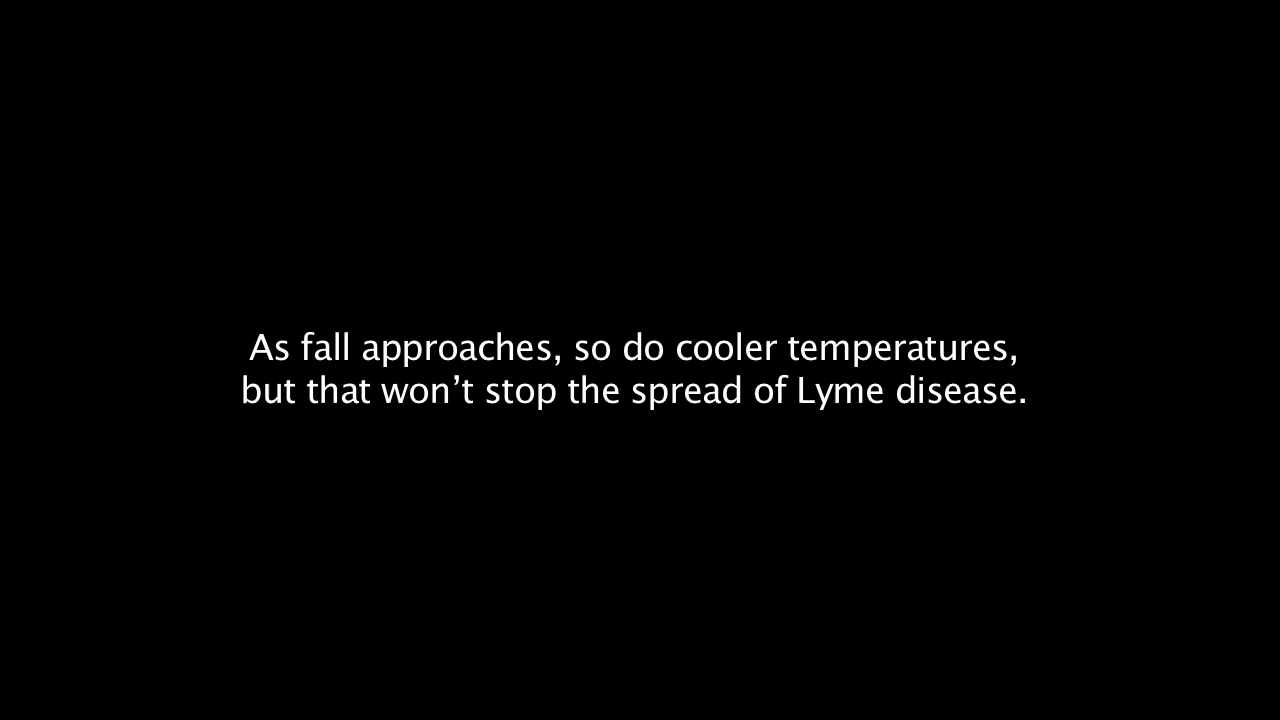 As fall approaches, so do cooler temperatures,
but that won’t stop the spread of Lyme disease.